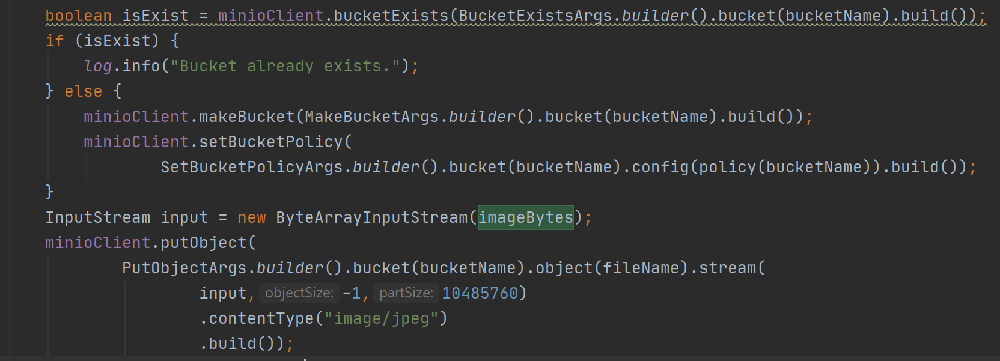 boolean isExist = minioClient.bucketExists(BucketExistsArgs.builder().bucket(bucketName).build());
if (isExist) {
log.info("Bucket already exists.");
} else {
minioClient.makeBucket(MakeBucketArgs.builder().bucket(bucketName).build());
minioClient.setBucketPolicy(
SetBucketPolicyArgs.builder().bucket(bucketName).config(policy(bucketName)).build());
}
InputStream input = new ByteArrayInputStream(imageBytes);
minioClient.putObject(
PutObjectArgs.builder().bucket(bucketName).object(fileName).stream(
input, objectSize: -1, partSize: 10485760)
.contentType("image/jpeg")
.build());